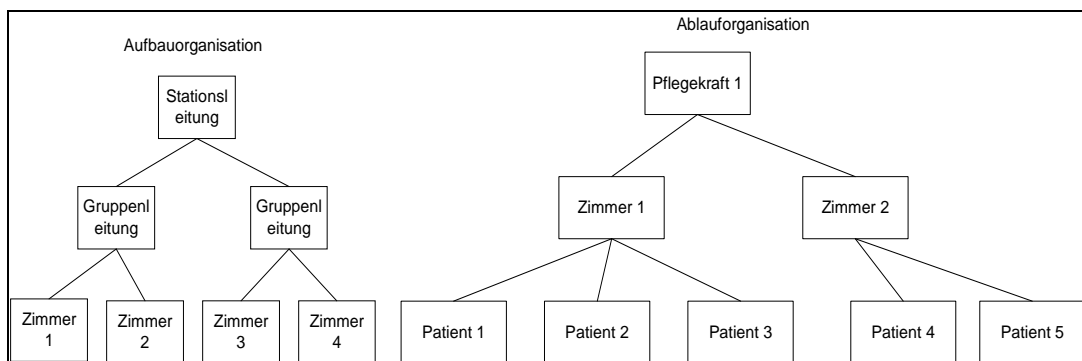 Aufbauorganisation
Stationsl
eitung
Gruppenl
eitung
Gruppenl
eitung
Zimmer
1
Zimmer
2
Zimmer
3
Zimmer
4
Ablauforganisation
Pflegekraft 1
Zimmer 1
Zimmer 2
Patient 1
Patient 2
Patient 3
Patient 4
Patient 5